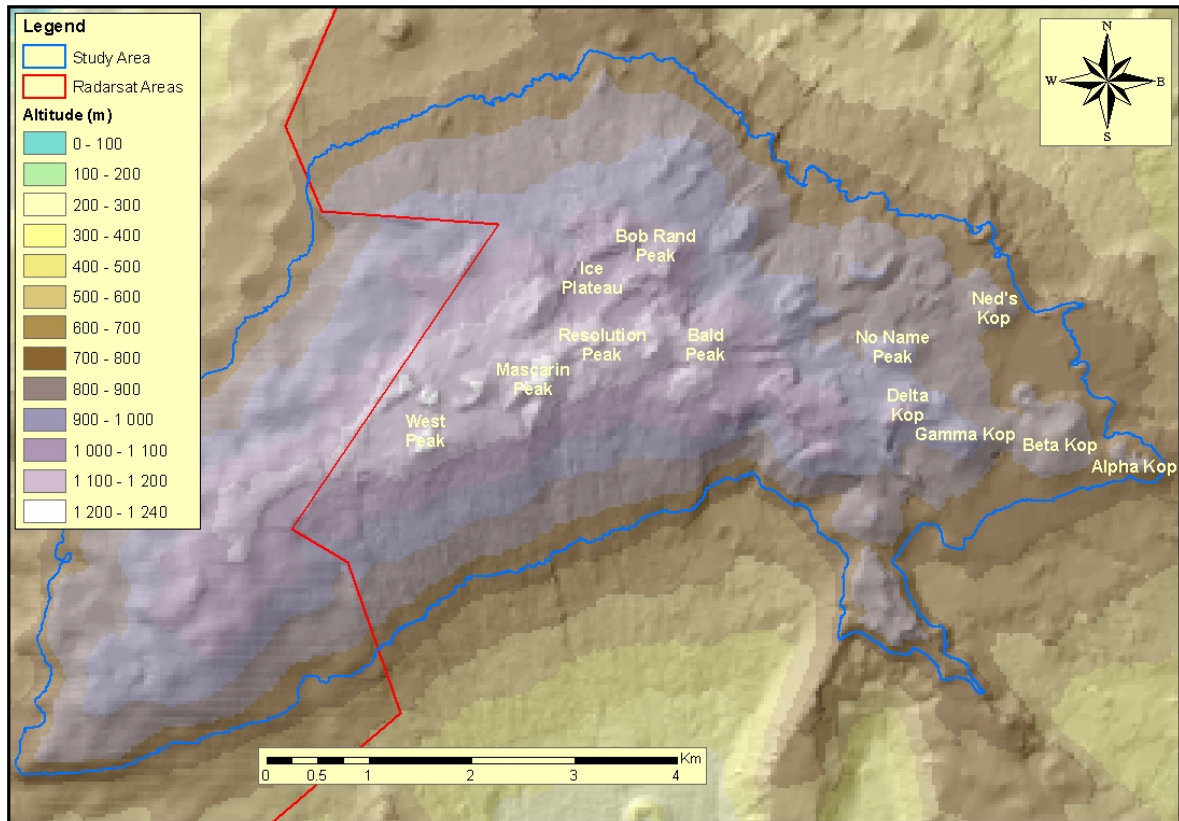 Legend
Study Area
Radarsat Areas
Altitude (m)
0 - 100
100 - 200
200 - 300
300 - 400
400 - 500
500 - 600
600 - 700
700 - 800
800 - 900
900 - 1 000
1 000 - 1 100
1 100 - 1 200
1 200 - 1 240
N
W
E
S
Bob Rand
Peak
Ice
Plateau
Ned's
Kop
Resolution
Peak
Bald
Peak
No Name
Peak
Mascarin
Peak
West
Peak
Delta
Kop
Gamma Kop
Beta Kop
Alpha Kop
Km
0 0.5 1 2 3 4